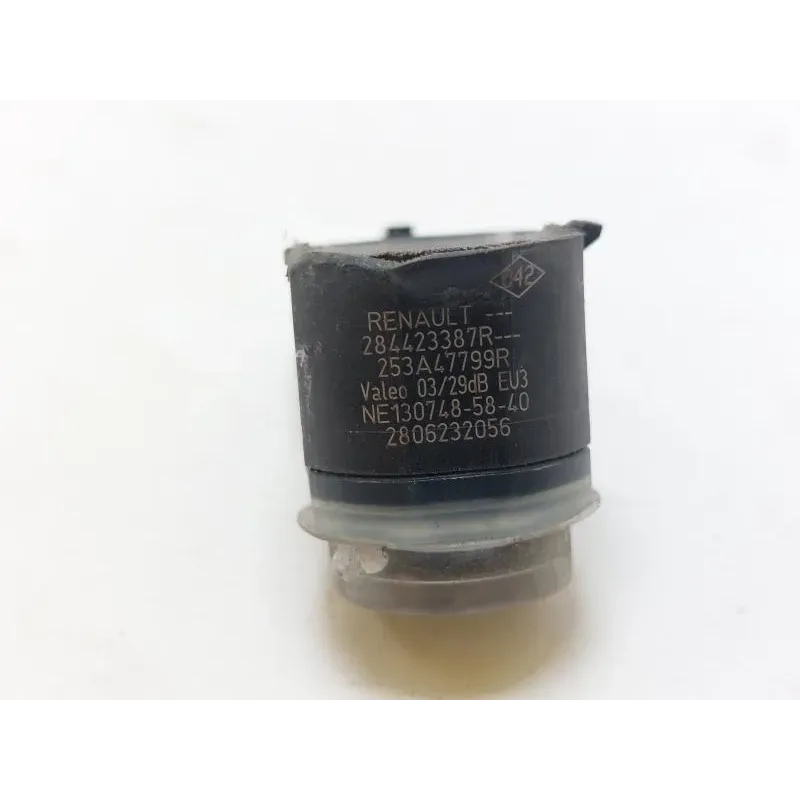 042
RENAULT ---
284423387R---
253A47799R
Valeo 03/29dB EU3
NE130748-58-40
2806232056